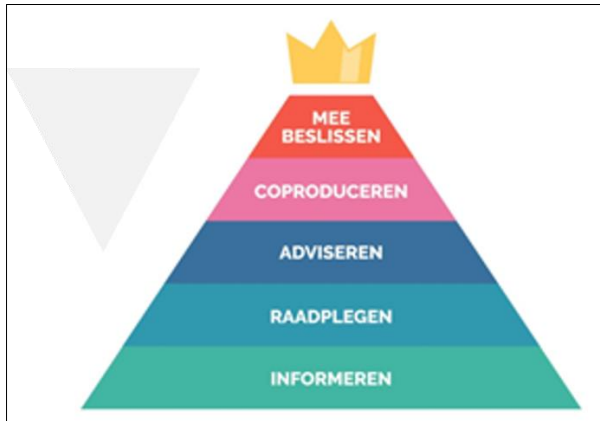 MEE
BESLISSEN
COPRODUCEREN
ADVISEREN
RAADPLEGEN
INFORMEREN